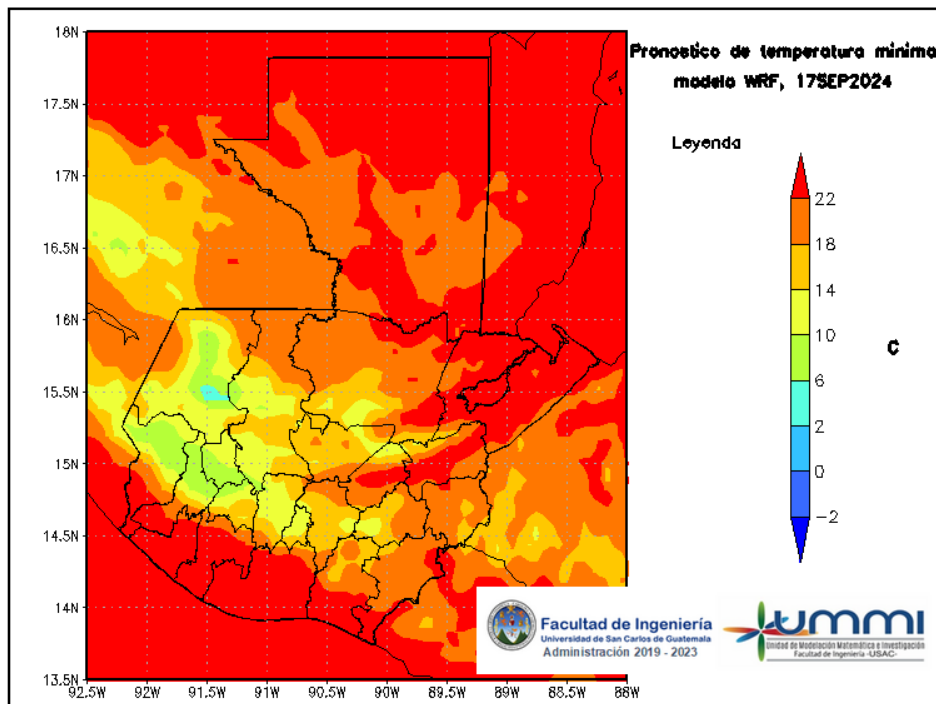 Pronostico de temperatura minima
modelo WRF, 17SEP2024
Leyenda
22
18
14
10
6
2
0
−2
C
18N
17.5N
17N
16.5N
16N
15.5N
15N
14.5N
14N
13.5N
92.5W 92W 91.5W 91W 90.5W 90W 89.5W 89W 88.5W 88W
Facultad de Ingeniería
Universidad de San Carlos de Guatemala
Administración 2019 - 2023
ummi
Unidad de Modelación Matemática e Investigación
Facultad de Ingeniería -USAC-